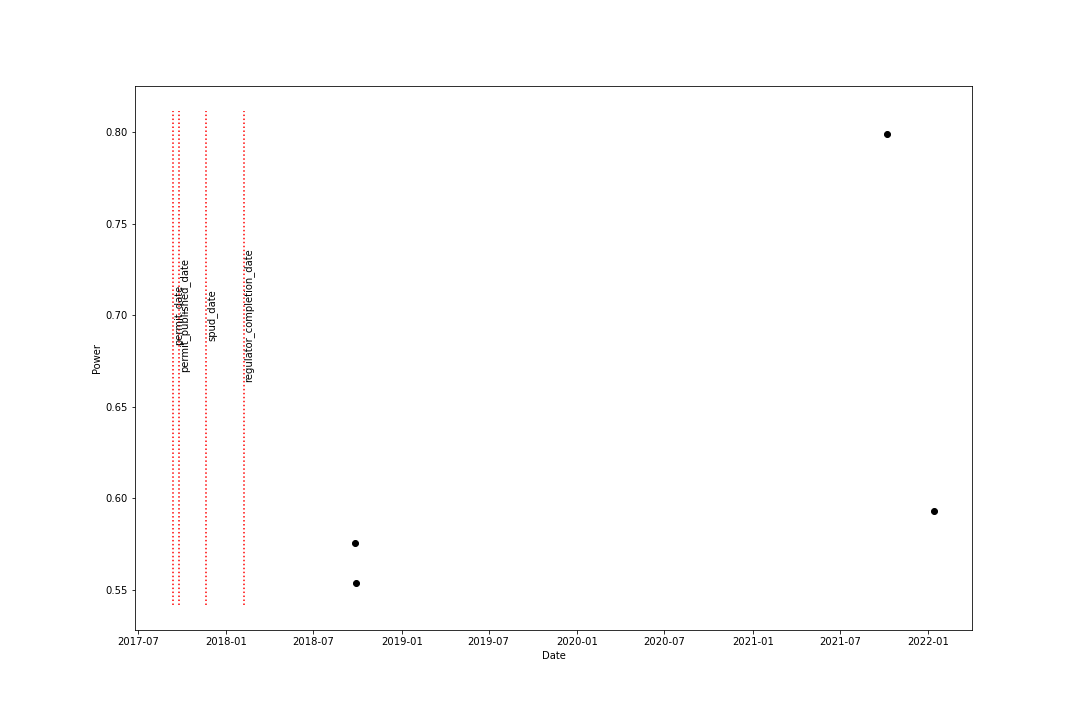 0.80
0.75
0.70
0.65
0.60
0.55
Power
permit_date
permit_published_date
spud_date
regulator_completion_date
2017-07
2018-01
2018-07
2019-01
2019-07
2020-01
2020-07
2021-01
2021-07
2022-01
Date